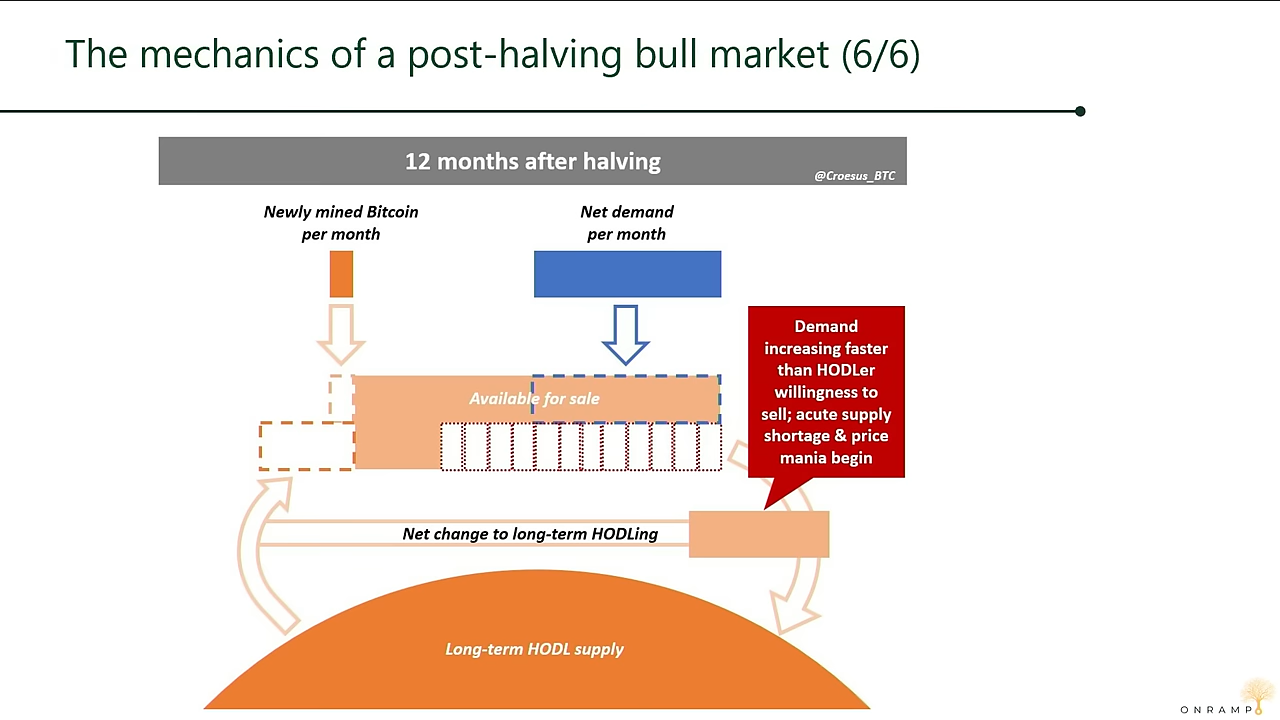 The mechanics of a post-halving bull market (6/6)
12 months after halving
@Croesus_BTC
Newly mined Bitcoin
per month
Net demand
per month
Demand
increasing faster
than HODLer
willingness to
sell; acute supply
shortage & price
mania begin
Available for sale
Net change to long-term HODLing
Long-term HODL supply
ONRAMP